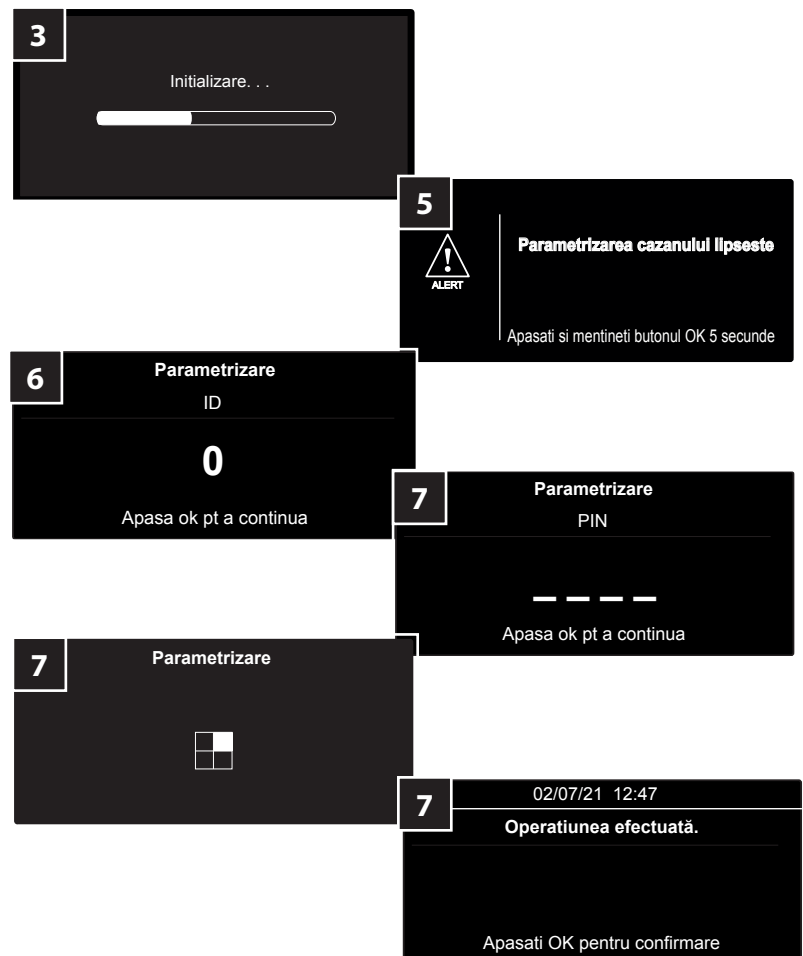 3
Initializare. . .
5
ALERT
Parametrizarea cazanului lipseste
Apasati si mentineti butonul OK 5 secunde
6
Parametrizare
ID
0
Apasa ok pt a continua
7
Parametrizare
PIN
_ _ _ _
Apasa ok pt a continua
7
Parametrizare
7
02/07/21 12:47
Operatiunea efectuată.
Apasati OK pentru confirmare